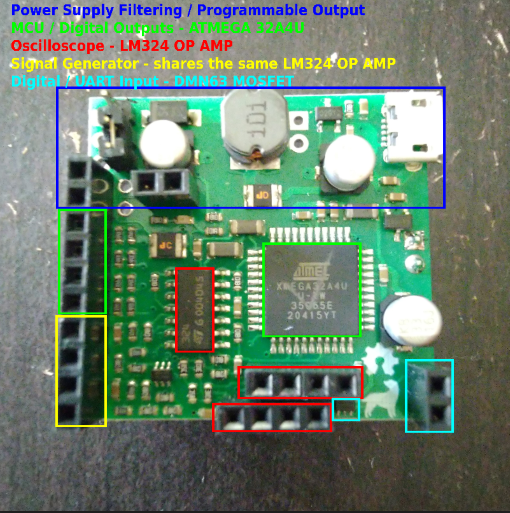 Power Supply Filtering / Programmable Output
MCU / Digital Outputs - ATMEGA 32A4U
Oscilloscope - LM324 OP AMP
Signal Generator - shares the same LM324 OP AMP
Digital / UART Input - DMN63 MOSFET
101
ATMEL
XMEGA32A4U
20415YT
324